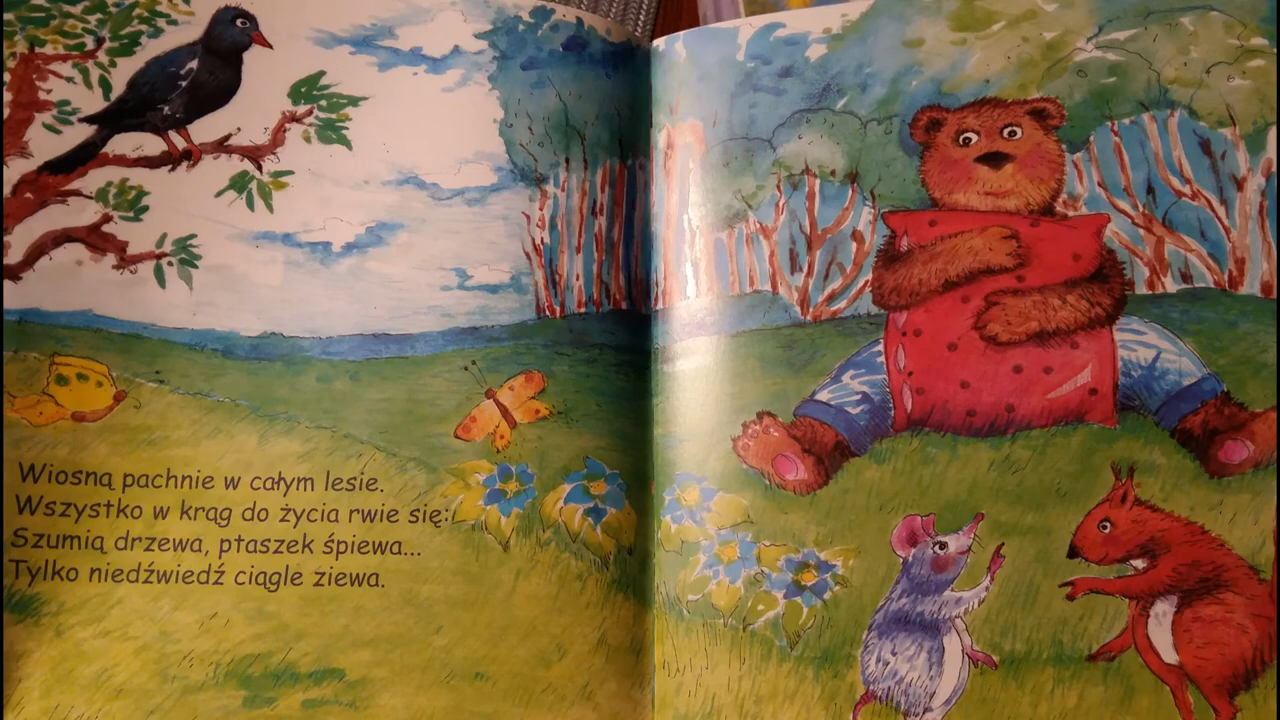 Wiosną pachnie w całym lesie.
Wszystko w krąg do życia rwie się:
Szumią drzewa, ptaszek śpiewa...
Tylko niedźwiedź ciągle ziewa.